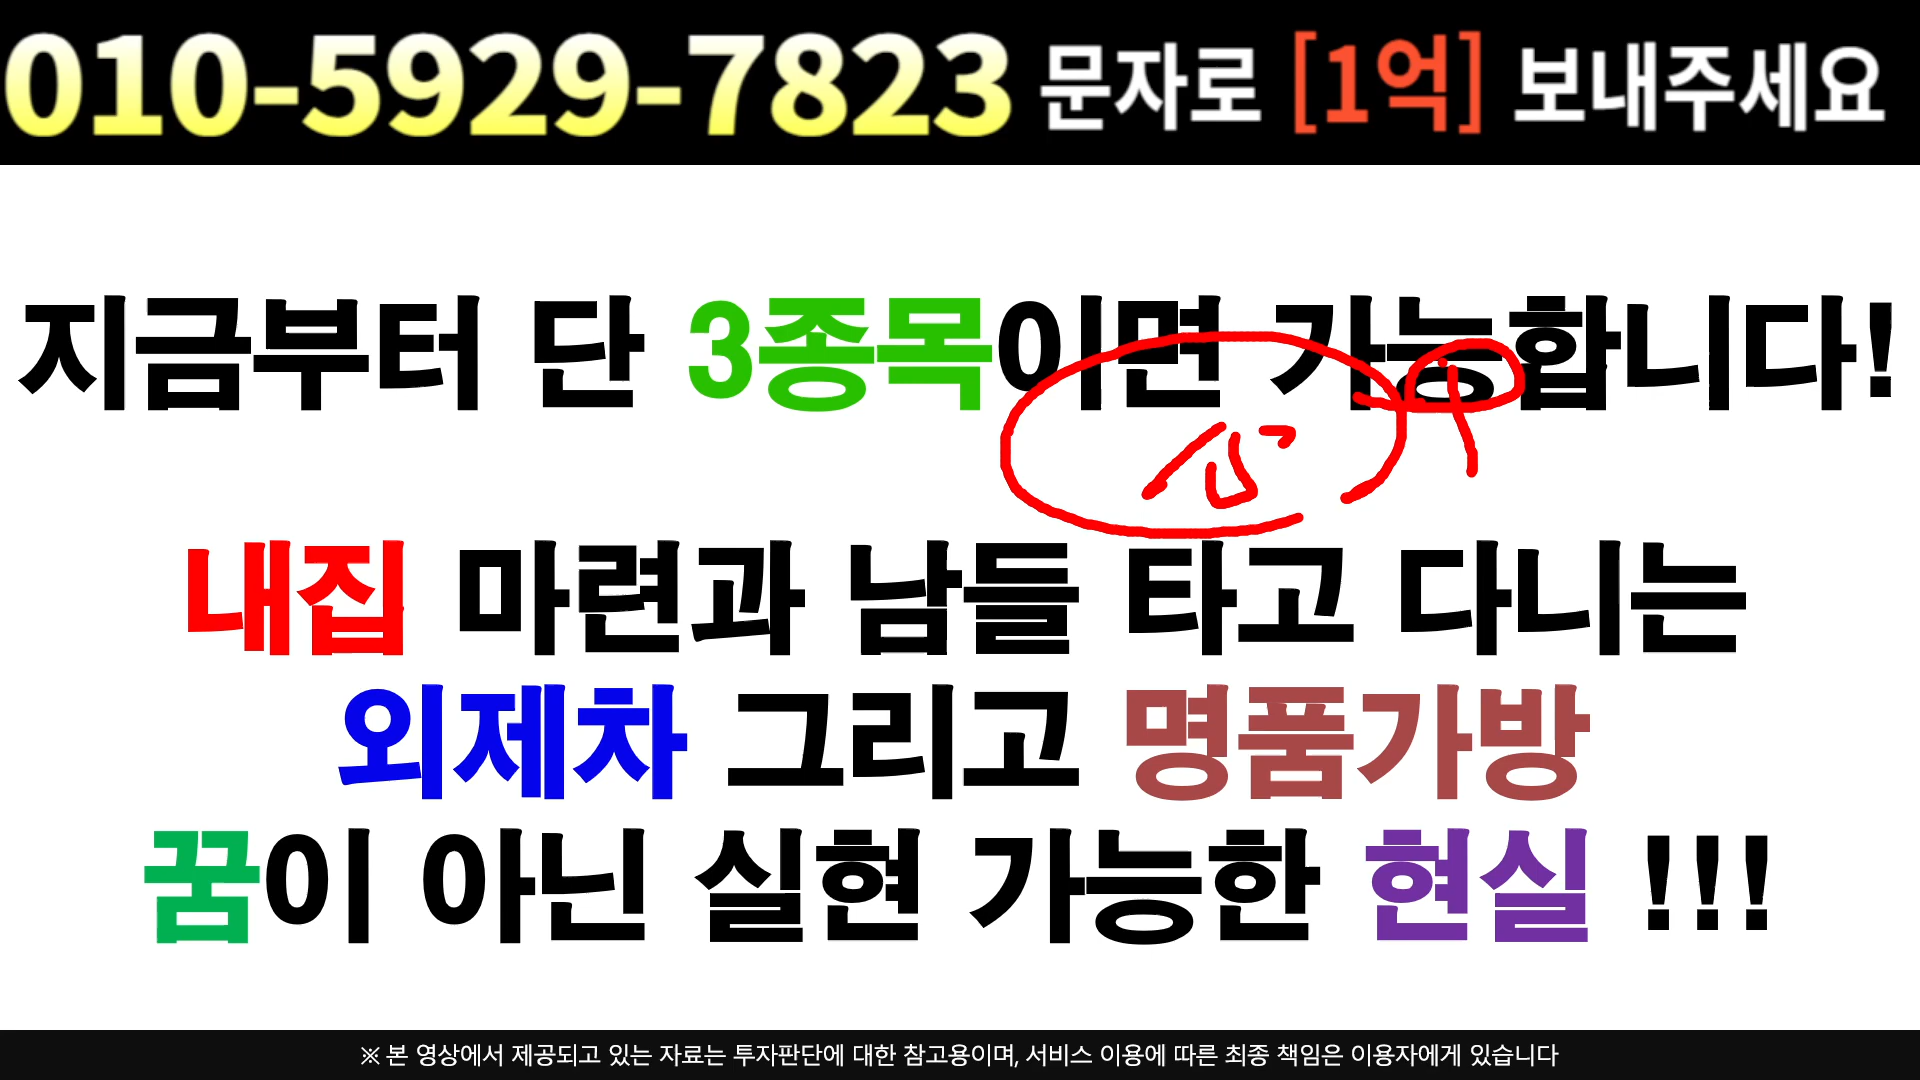 010-5929-7823 문자로 [1억] 보내주세요
지금부터 단 3종목이면 가능합니다!
내집 마련과 남들 타고 다니는
외제차 그리고 명품가방
꿈이 아닌 실현 가능한 현실 !!!
※ 본 영상에서 제공되고 있는 자료는 투자판단에 대한 참고용이며, 서비스 이용에 따른 최종 책임은 이용자에게 있습니다